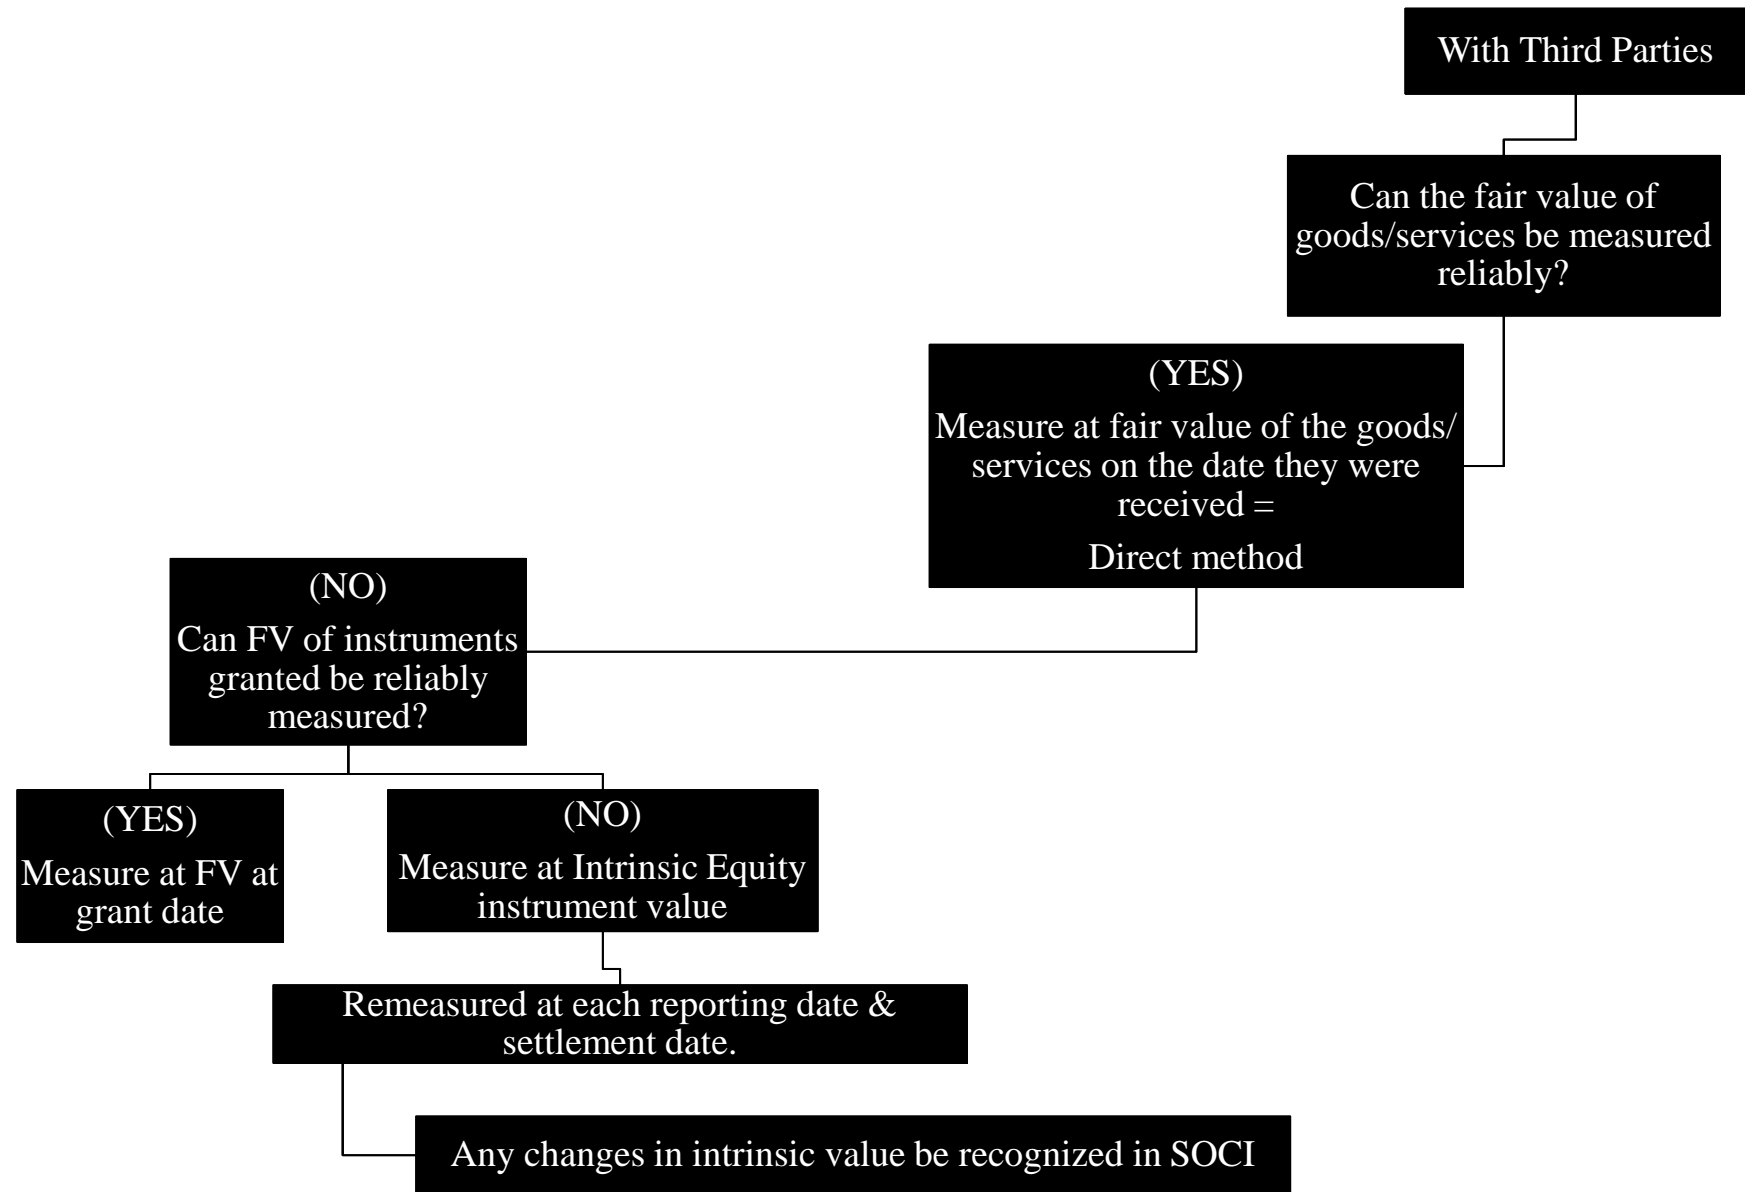 With Third Parties
Can the fair value of
goods/services be measured
reliably?
(YES)
Measure at fair value of the goods/
services on the date they were
received =
Direct method
(NO)
Can FV of instruments
granted be reliably
measured?
(YES)
Measure at FV at
grant date
(NO)
Measure at Intrinsic Equity
instrument value
Remeasured at each reporting date &
settlement date.
Any changes in intrinsic value be recognized in SOCI